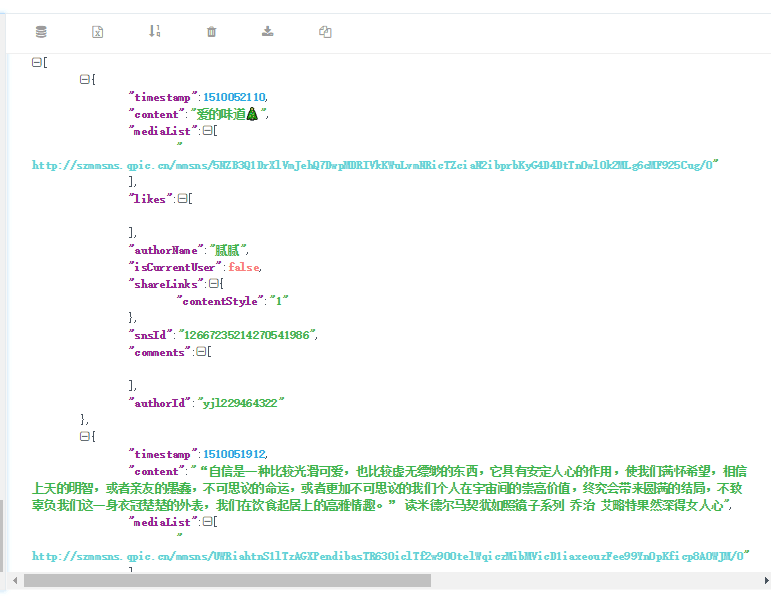 [
{
"timestamp":1510052110,
"content":"爱的味道🎄",
"mediaList":[
"
http://szmmsns.qpic.cn/mmsns/5NZB3Q1DrXlVmJehQ7DwpMDRIVkKWuLvmHRicTZciaN2ibprbKyG4D4DtTnDwlOk2MLg6cMF925Cug/0"
],
"likes":[
],
"authorName":"腻腻",
"isCurrentUser":false,
"shareLinks":{
"contentStyle":"1"
},
"snsId":"12667235214270541986",
"comments":[
],
"authorId":"yjl229464322"
},
{
"timestamp":1510051912,
"content":"“自信是一种比较光滑可爱，也比较虚无缥缈的东西，它具有安定人心的作用，使我们满怀希望，相信
上天的明智，或者亲友的愚蠢，不可思议的命运，或者更加不可思议的我们个人在宇宙间的崇高价值，终究会带来圆满的结局，不致
辜负我们这一身衣冠楚楚的外表，我们在饮食起居上的高雅情趣。” 读米德尔马契犹如照镜子系列 乔治 艾略特果然深得女人心",
"mediaList":[
"
http://szmmsns.qpic.cn/mmsns/UWRiahtnS1lTzAGXPendibasTR63OiclTf2w9OOtelWqiczMibMVicD1iaxeouzFee99YnOpKficp8AOWJM/0"